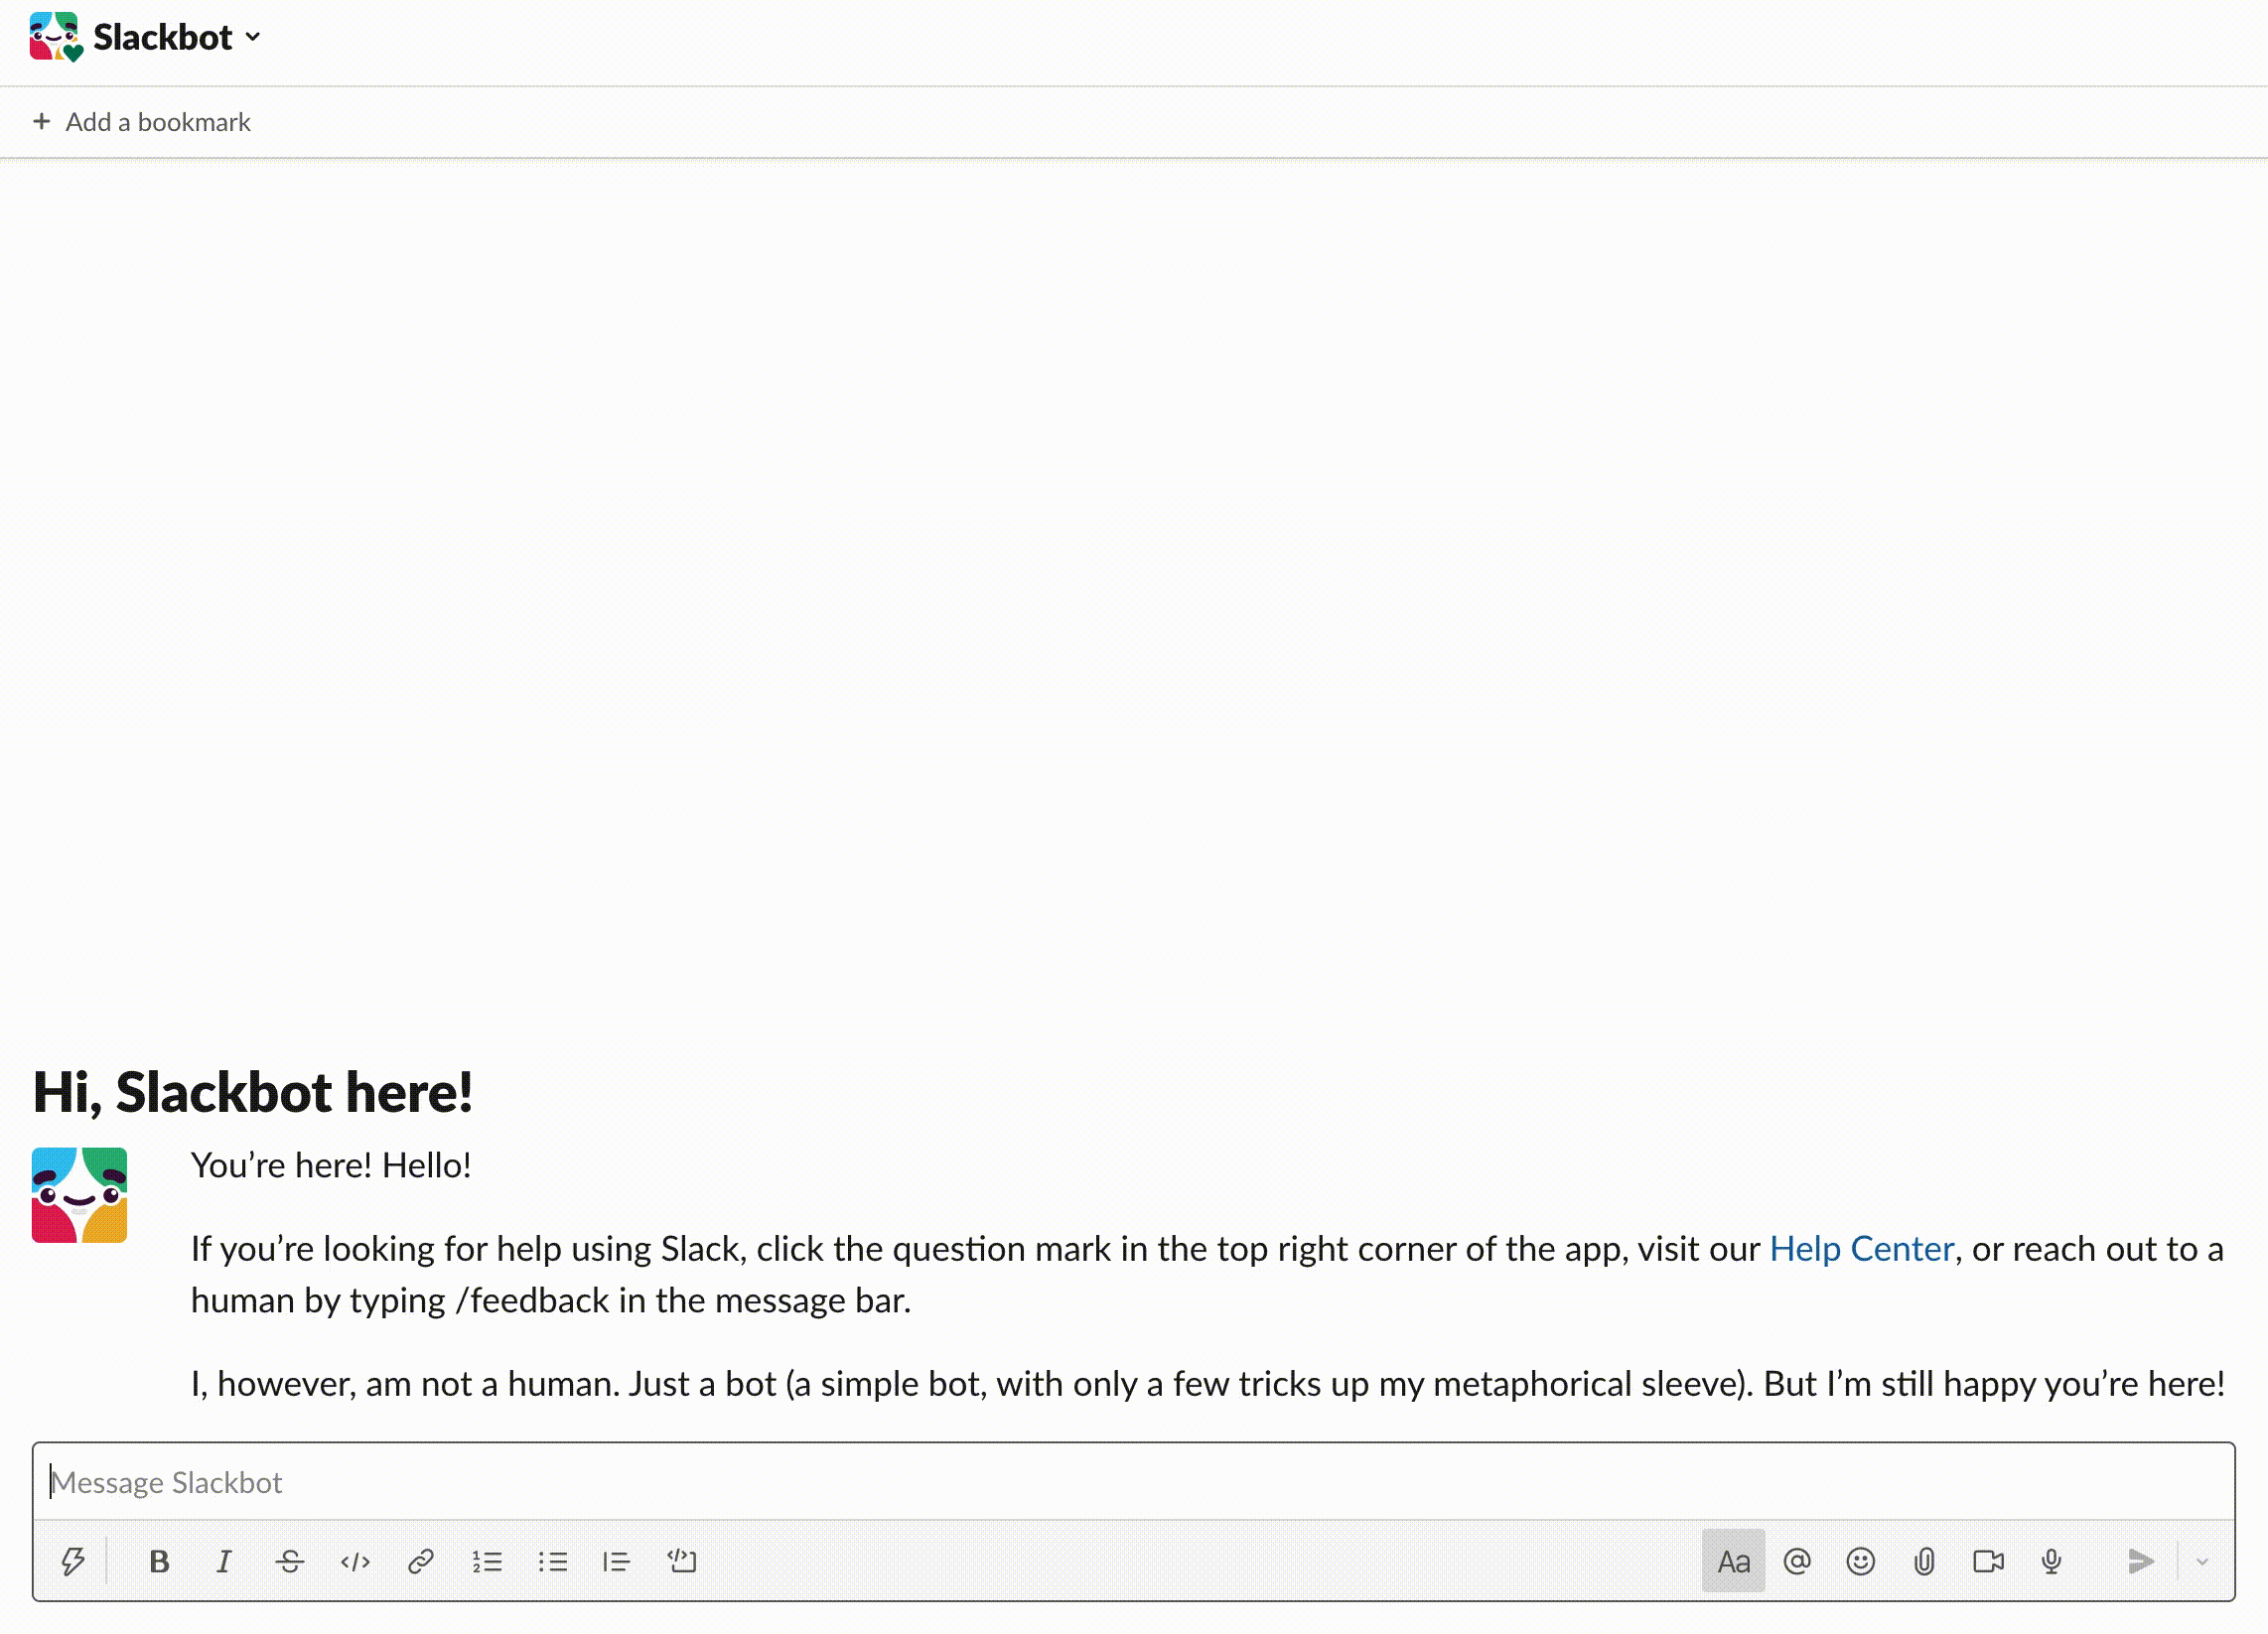 Slackbot
+ Add a bookmark
Hi, Slackbot here!
You’re here! Hello!
If you’re looking for help using Slack, click the question mark in the top right corner of the app, visit our Help Center, or reach out to a
human by typing /feedback in the message bar.
I, however, am not a human. Just a bot (a simple bot, with only a few tricks up my metaphorical sleeve). But I’m still happy you’re here!
Message Slackbot
B I S </> Aa @